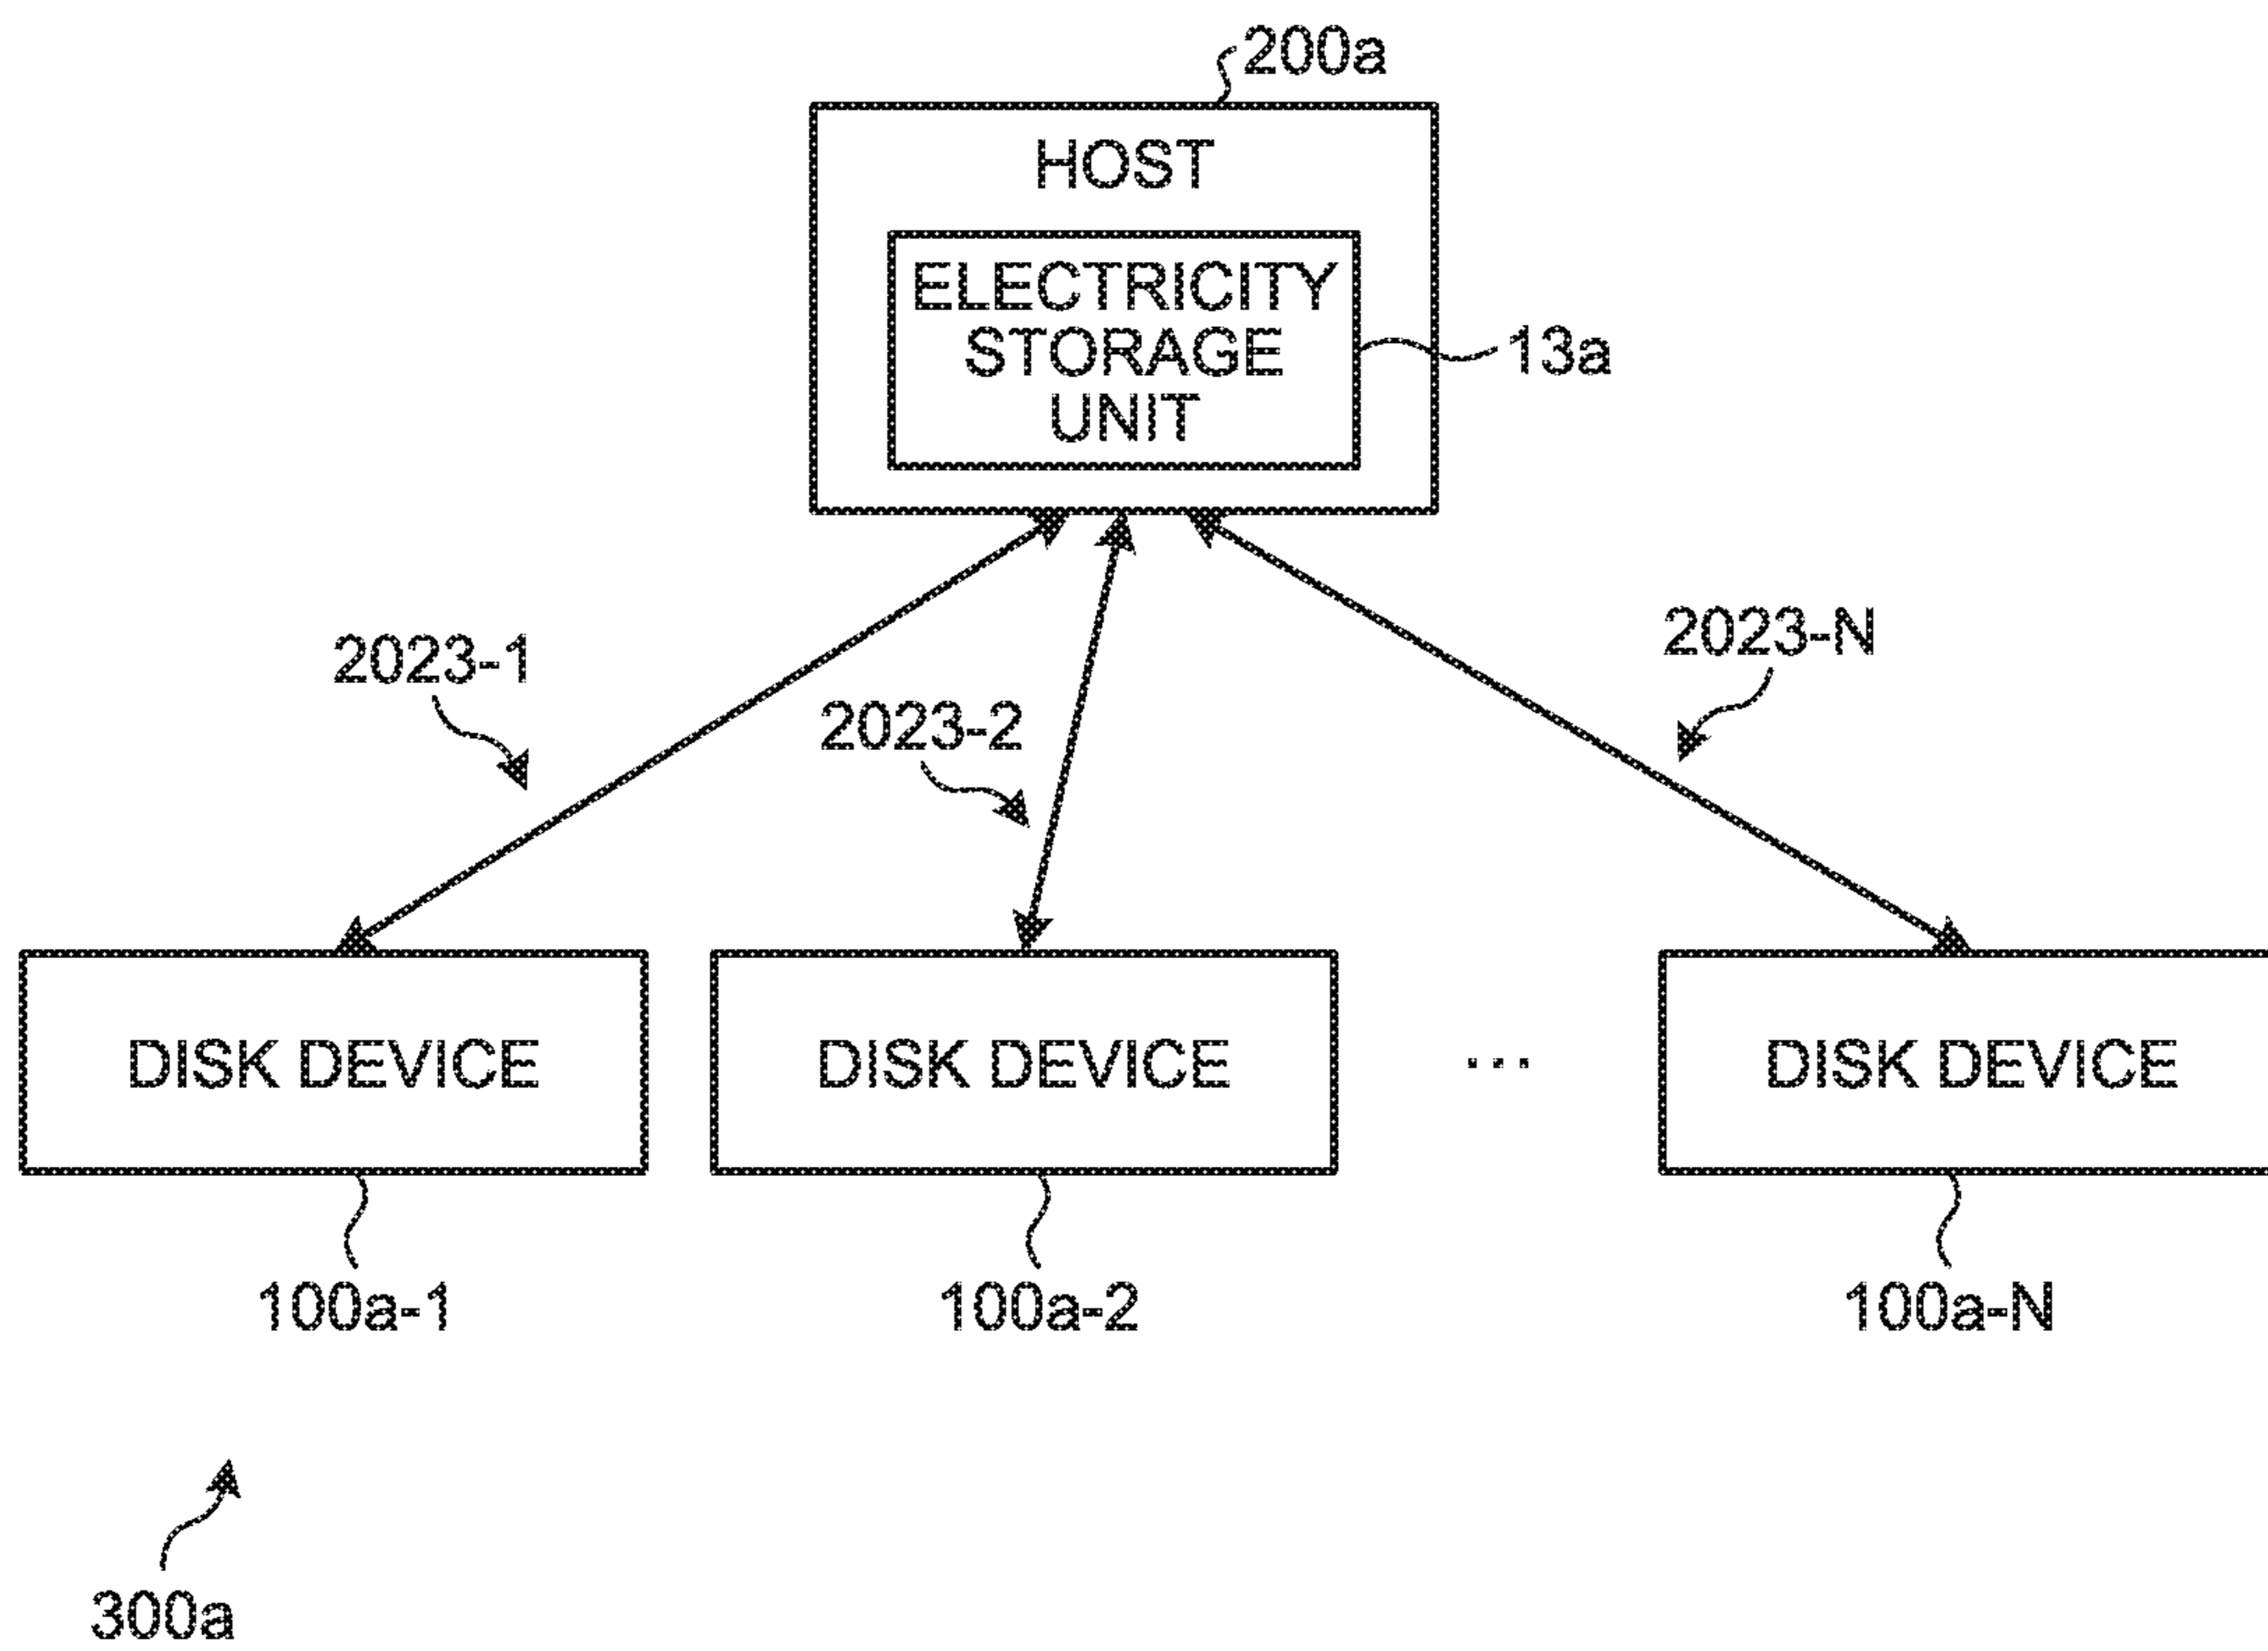 200a
HOST
ELECTRICITY
STORAGE
UNIT
13a
2023-1
2023-2
2023-N
DISK DEVICE
DISK DEVICE
...
DISK DEVICE
100a-1
100a-2
100a-N
300a